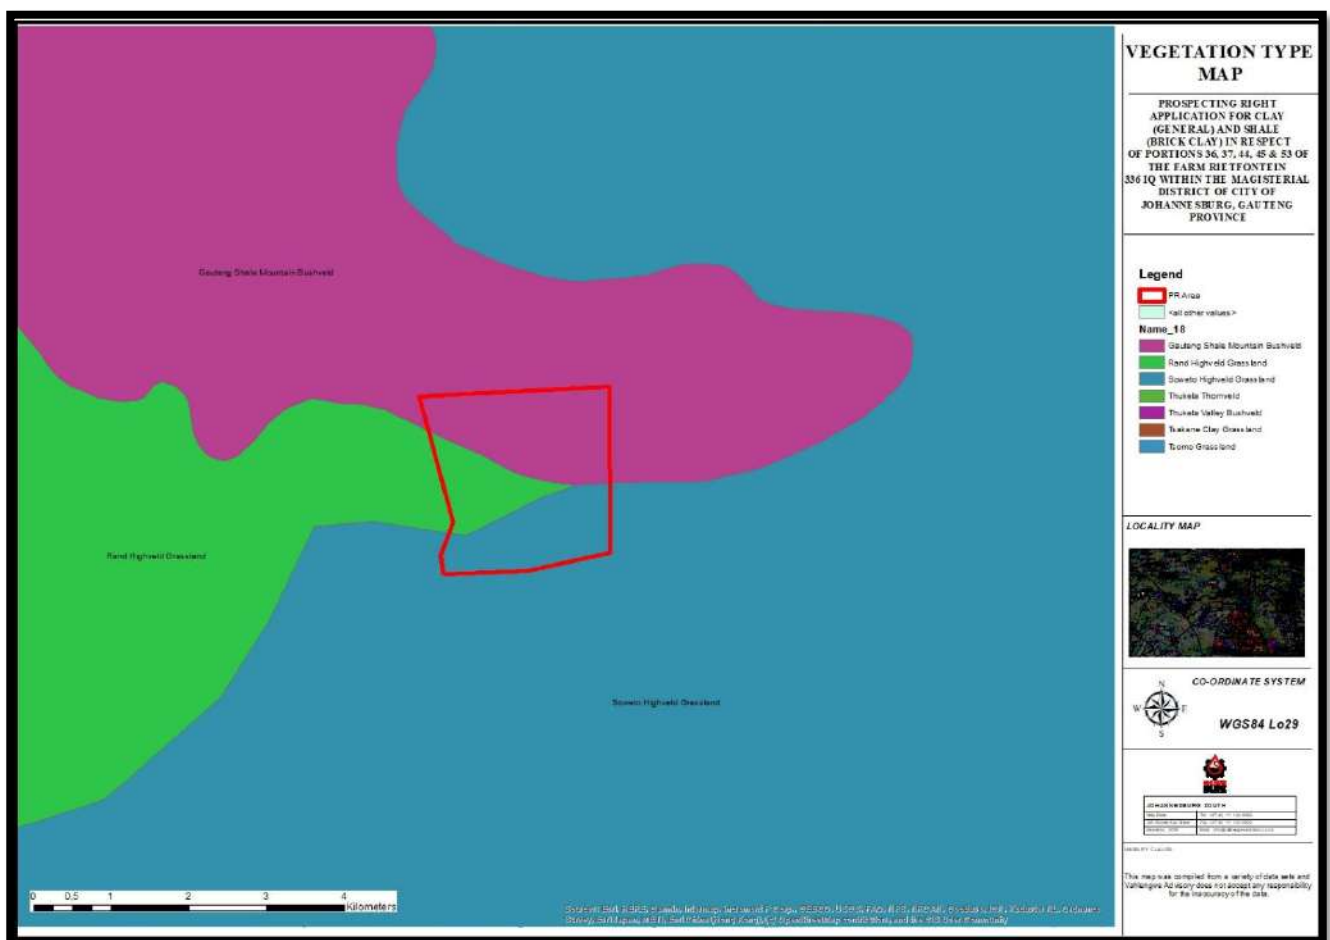 VEGETATION TYPE
MAP
PROSPECTING RIGHT
APPLICATION FOR CLAY
(GENERAL) AND SHALE
(BRICK CLAY) IN RESPECT
OF PORTIONS 36, 37, 44, 45 & 53 OF
THE FARM RIETFONTEIN
336 IQ WITHIN THE MAGISTERIAL
DISTRICT OF CITY OF
JOHANNESBURG, GAUTENG
PROVINCE
Gauteng Shale Mountain Bushveld
Rand Highveld Grassland
Soweto Highveld Grassland
Legend
PR Area
<all other values>
Name_18
Gauteng Shale Mountain Bushveld
Rand Highveld Grassland
Soweto Highveld Grassland
Thukela Thornveld
Thukela Valley Bushveld
Tsakane Clay Grassland
Tsomo Grassland
LOCALITY MAP
CO-ORDINATE SYSTEM
N
W E
S
WGS84 Lo29
JOHANNESBURG SOUTH
This map was compiled from a variety of data sets and
Vahlengwe Advisory does not accept any responsibility
for the inaccuracy of the data.
0 0.5 1 2 3 4
Kilometers